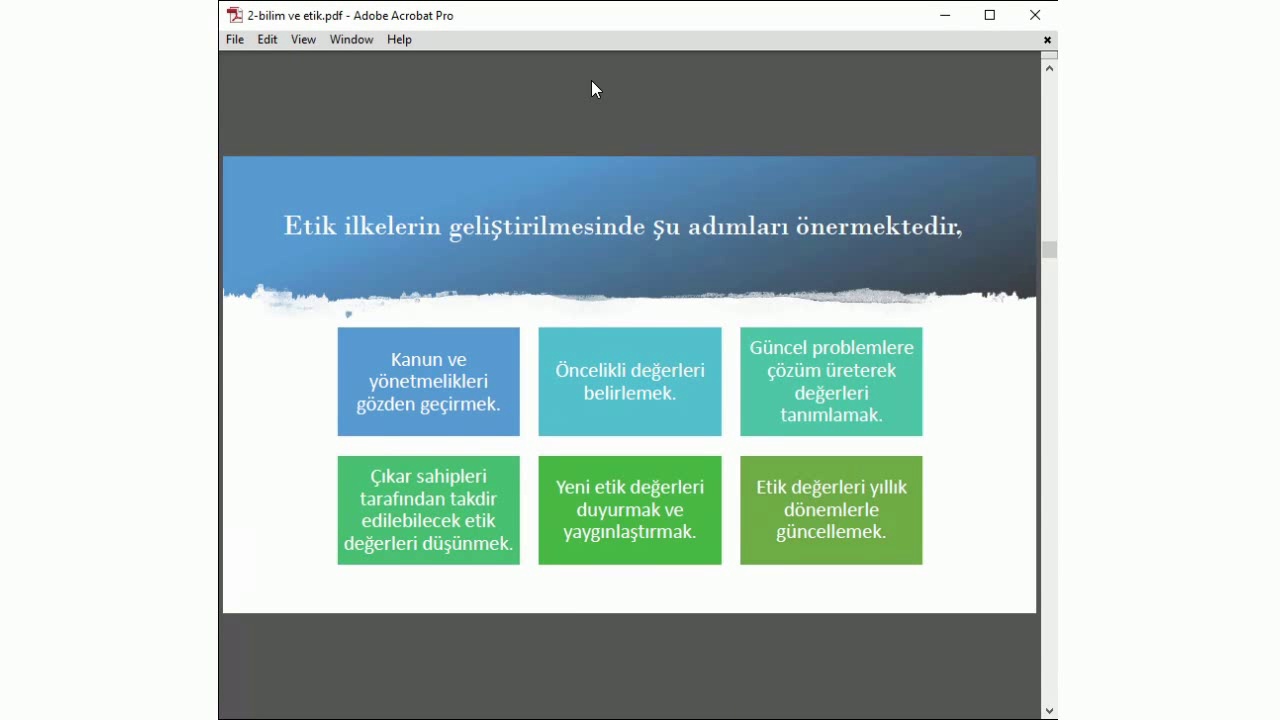 2-bilim ve etik.pdf - Adobe Acrobat Pro
File Edit View Window Help
Etik ilkelerin geliştirilmesinde şu adımları önermektedir,
Kanun ve
yönetmelikleri
gözden geçirmek.
Öncelikli değerleri
belirlemek.
Güncel problemlere
çözüm üreterek
değerleri
tanımlamak.
Çıkar sahipleri
tarafından takdir
edilebilecek etik
değerleri düşünmek.
Yeni etik değerleri
duyurmak ve
yaygınlaştırmak.
Etik değerleri yıllık
dönemlerle
güncellemek.